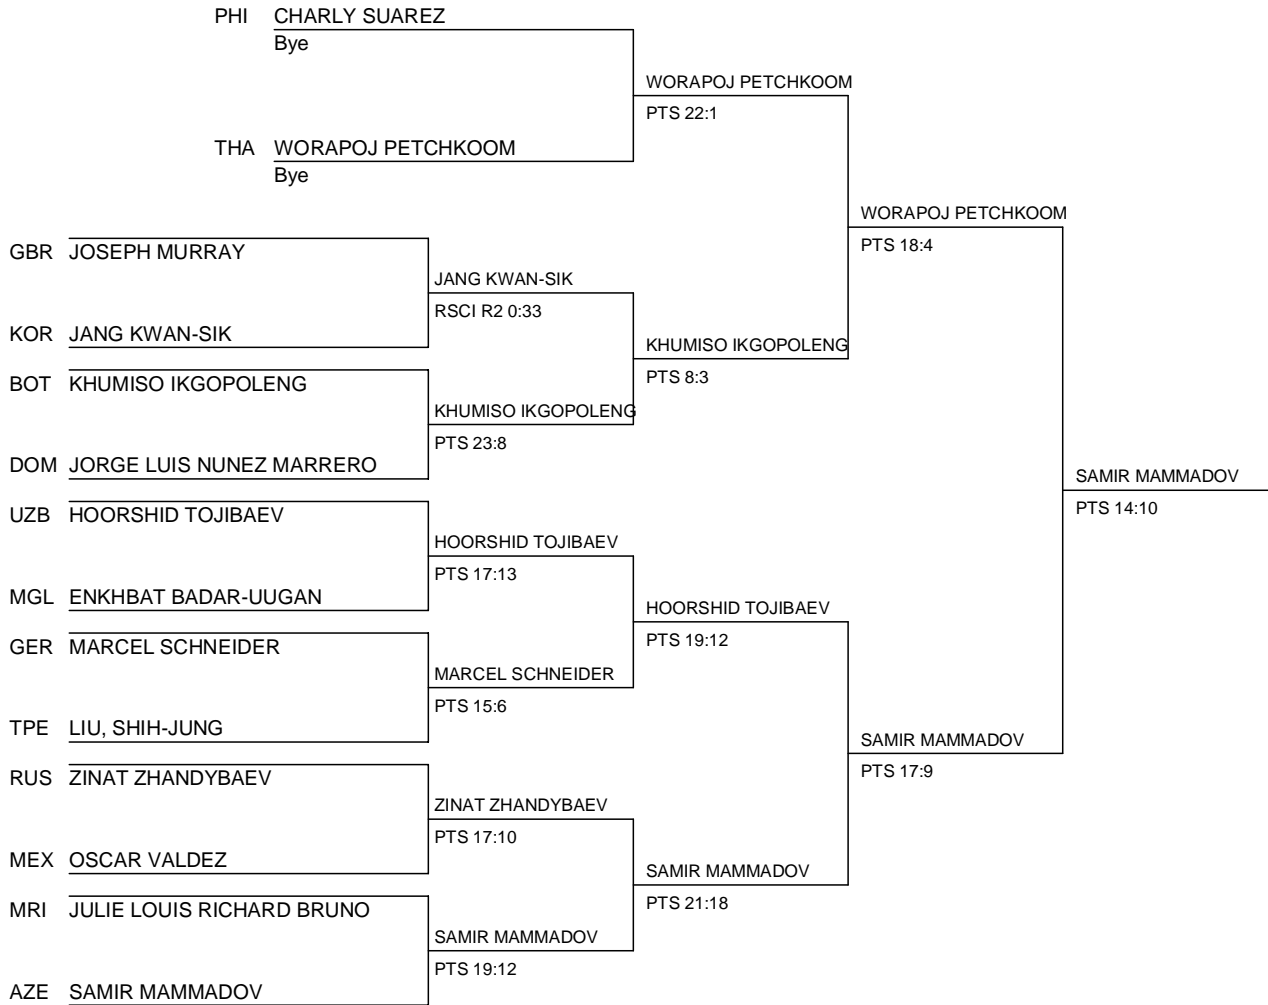 PHI CHARLY SUAREZ
Bye
WORAPOJ PETCHKOOM
PTS 22:1
THA WORAPOJ PETCHKOOM
Bye
WORAPOJ PETCHKOOM
PTS 18:4
GBR JOSEPH MURRAY
JANG KWAN-SIK
RSCI R2 0:33
KOR JANG KWAN-SIK
KHUMISO IKGOPOLENG
PTS 8:3
BOT KHUMISO IKGOPOLENG
KHUMISO IKGOPOLENG
PTS 23:8
DOM JORGE LUIS NUNEZ MARRERO
SAMIR MAMMADOV
PTS 14:10
UZB HOORSHID TOJIBAEV
HOORSHID TOJIBAEV
PTS 17:13
MGL ENKHBAT BADAR-UUGAN
HOORSHID TOJIBAEV
PTS 19:12
GER MARCEL SCHNEIDER
MARCEL SCHNEIDER
PTS 15:6
TPE LIU, SHIH-JUNG
SAMIR MAMMADOV
PTS 17:9
RUS ZINAT ZHANDYBAEV
ZINAT ZHANDYBAEV
PTS 17:10
MEX OSCAR VALDEZ
SAMIR MAMMADOV
PTS 21:18
MRI JULIE LOUIS RICHARD BRUNO
SAMIR MAMMADOV
PTS 19:12
AZE SAMIR MAMMADOV